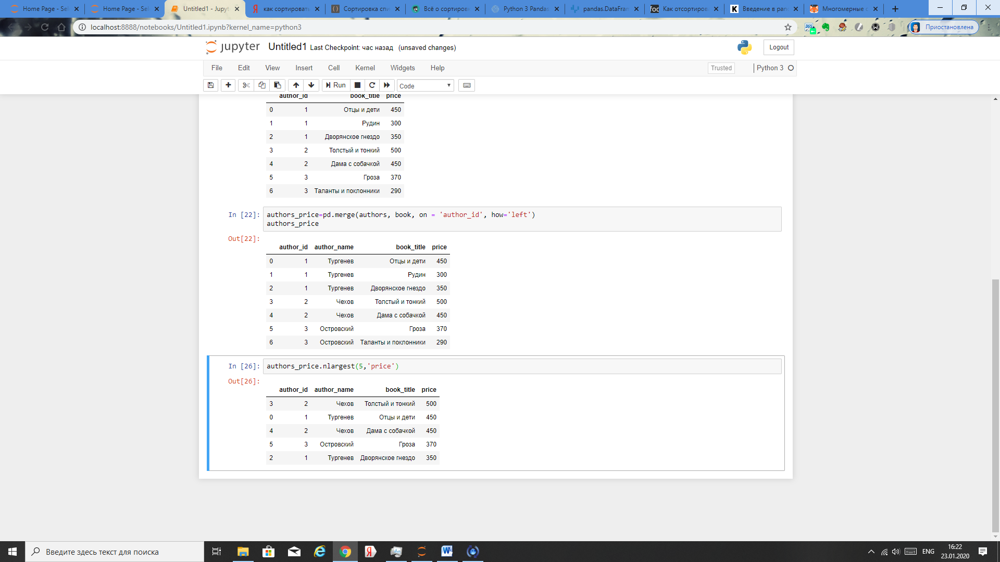 Home Page - Sel
Home Page - Sel
Untitled1 - Jupyt
как сортировать
Сортировка спи
Всё о сортировк
Python 3 Pandas
pandas.DataFran
Как отсортирова
Введение в pan
Многомерные с
localhost:8888/notebooks/Untitled1.ipynb?kernel_name=python3
Приостановлена
jupyter Untitled1 Last Checkpoint: час назад (unsaved changes)
Logout
File Edit View Insert Cell Kernel Widgets Help
Trusted
Python 3
Run
Code
author_id book_title price
0 1 Отцы и дети 450
1 1 Рудин 300
2 1 Дворянское гнездо 350
3 2 Толстый и тонкий 500
4 2 Дама с собачкой 450
5 3 Гроза 370
6 3 Таланты и поклонники 290
In [22]: authors_price=pd.merge(authors, book, on = 'author_id', how='left')
authors_price
Out[22]:
author_id author_name book_title price
0 1 Тургенев Отцы и дети 450
1 1 Тургенев Рудин 300
2 1 Тургенев Дворянское гнездо 350
3 2 Чехов Толстый и тонкий 500
4 2 Чехов Дама с собачкой 450
5 3 Островский Гроза 370
6 3 Островский Таланты и поклонники 290
In [26]: authors_price.nlargest(5,'price')
Out[26]:
author_id author_name book_title price
3 2 Чехов Толстый и тонкий 500
0 1 Тургенев Отцы и дети 450
4 2 Чехов Дама с собачкой 450
5 3 Островский Гроза 370
2 1 Тургенев Дворянское гнездо 350
Введите здесь текст для поиска
ENG
16:22
23.01.2020